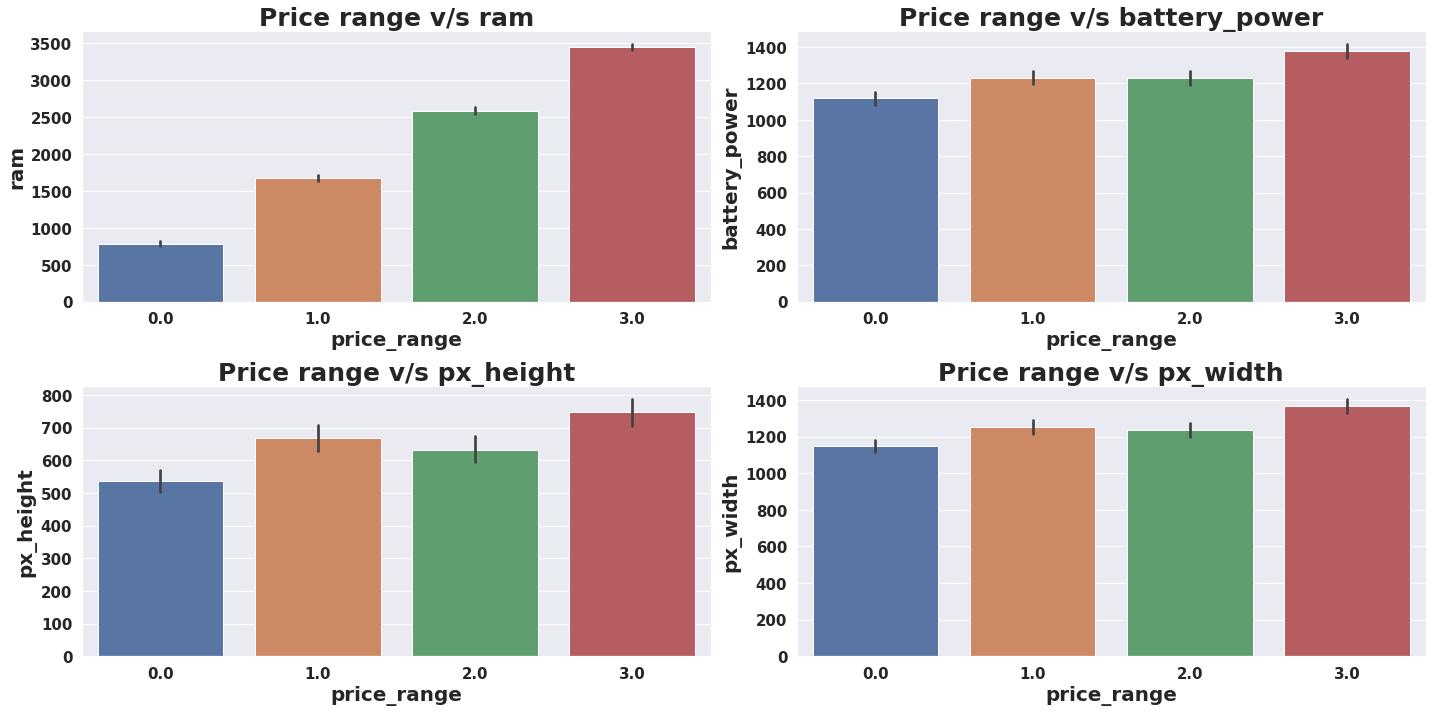 Price range v/s ram
3500
3000
2500
2000
1500
1000
500
0
ram
0.0 1.0 2.0 3.0
price_range
Price range v/s battery_power
1400
1200
1000
800
600
400
200
0
battery_power
0.0 1.0 2.0 3.0
price_range
Price range v/s px_height
800
700
600
500
400
300
200
100
0
px_height
0.0 1.0 2.0 3.0
price_range
Price range v/s px_width
1400
1200
1000
800
600
400
200
0
px_width
0.0 1.0 2.0 3.0
price_range